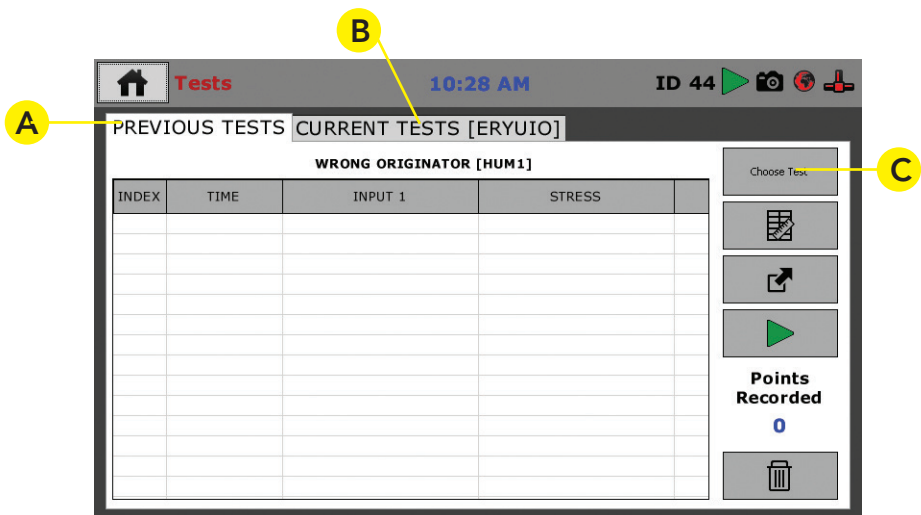 B
Tests 10:28 AM ID 44
A
PREVIOUS TESTS CURRENT TESTS [ERYUIO]
WRONG ORIGINATOR [HUM1]
Choose Test
C
INDEX TIME INPUT 1 STRESS
Points
Recorded
0